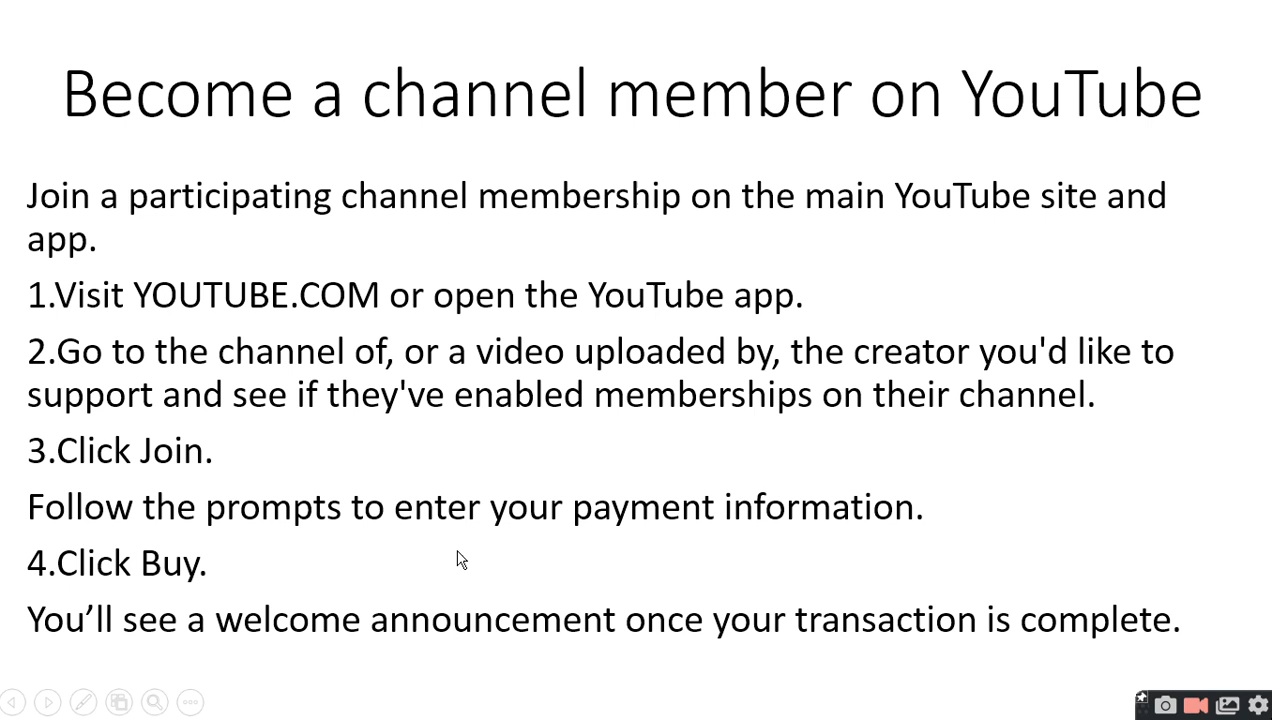 Become a channel member on YouTube
Join a participating channel membership on the main YouTube site and
app.
1.Visit YOUTUBE.COM or open the YouTube app.
2.Go to the channel of, or a video uploaded by, the creator you'd like to
support and see if they've enabled memberships on their channel.
3.Click Join.
Follow the prompts to enter your payment information.
4.Click Buy.
You’ll see a welcome announcement once your transaction is complete.